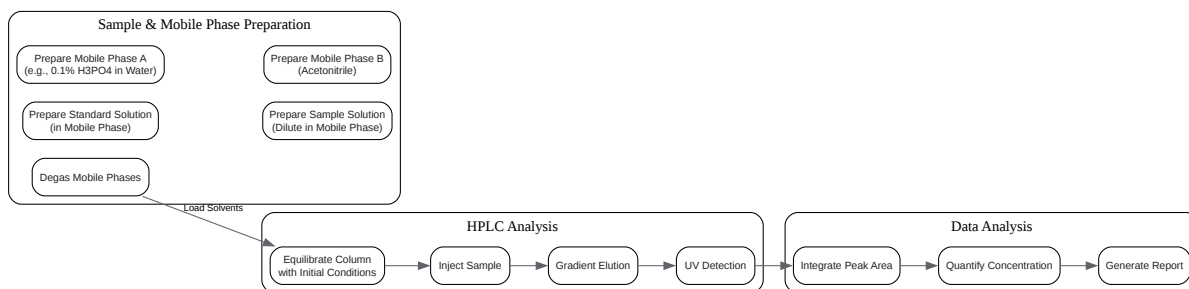 Sample & Mobile Phase Preparation
Prepare Mobile Phase A
(e.g., 0.1% H3PO4 in Water)
Prepare Mobile Phase B
(Acetonitrile)
Prepare Standard Solution
(in Mobile Phase)
Prepare Sample Solution
(Dilute in Mobile Phase)
Degas Mobile Phases
Load Solvents
HPLC Analysis
Equilibrate Column
with Initial Conditions
Inject Sample
Gradient Elution
UV Detection
Data Analysis
Integrate Peak Area
Quantify Concentration
Generate Report